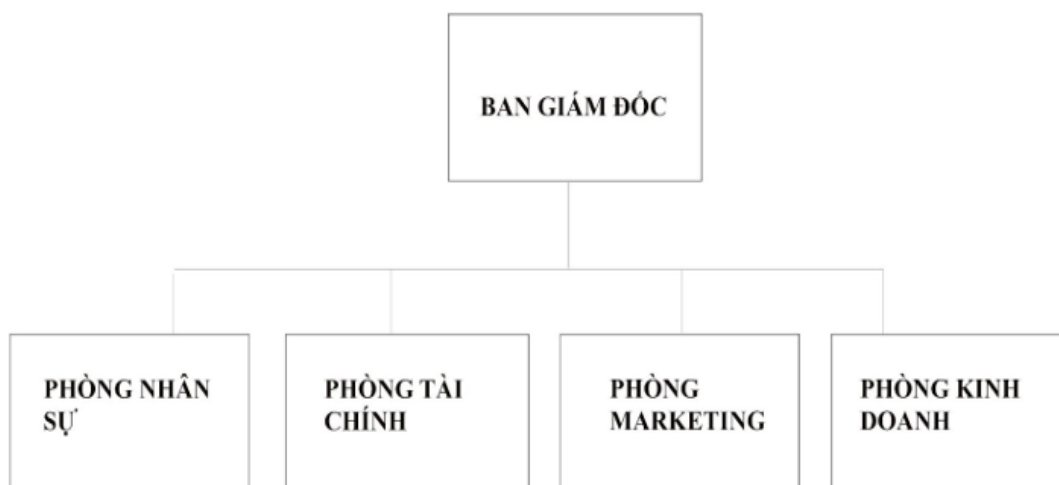 BAN GIÁM ĐỐC
PHÒNG NHÂN
SỰ
PHÒNG TÀI
CHÍNH
PHÒNG
MARKETING
PHÒNG KINH
DOANH